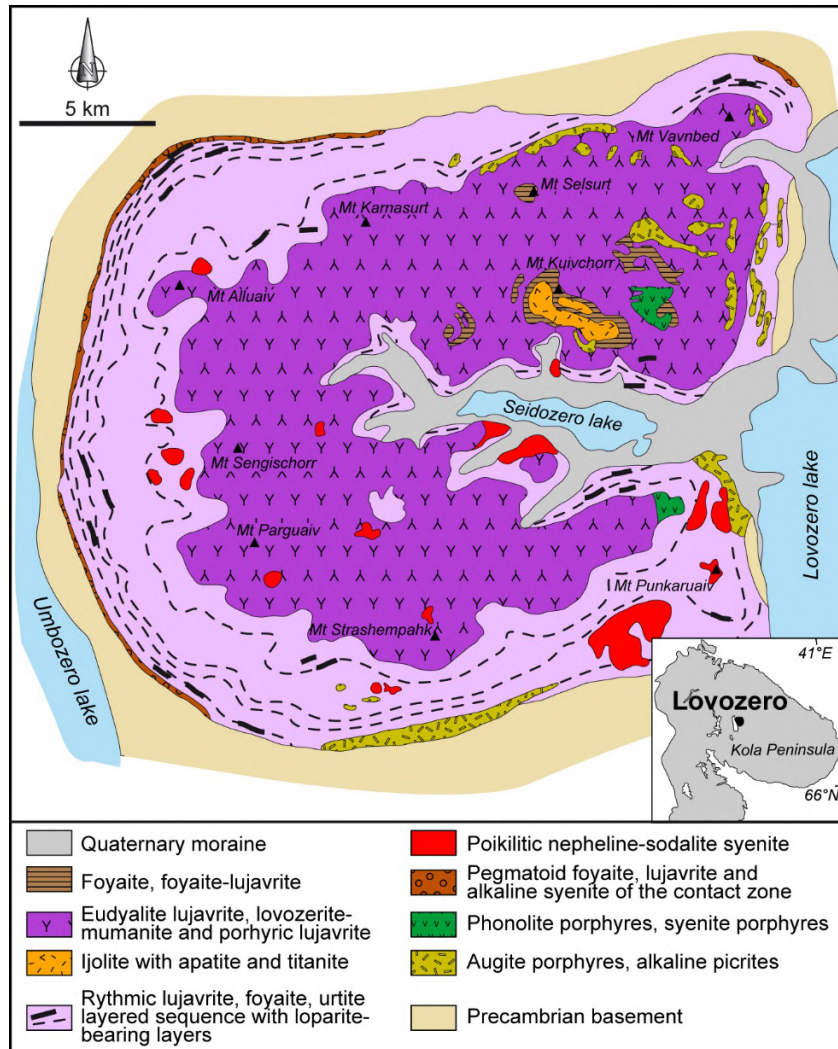 N
5 km
Mt Vavnbed
Mt Selsurt
Mt Karnasurt
Mt Kuivchorr
Mt Alluaiv
Seidozero lake
Mt Sengischorr
Lovozero lake
Mt Parguaiv
Mt Punkaruaiv
Mt Strashempahk
Umbozero lake
41°E
Lovozero
Kola Peninsula
66°N
Quaternary moraine
Foyaite, foyaite-lujavrite
Eudyalite lujavrite, lovozerite-
mumanite and porhyric lujavrite
Ijolite with apatite and titanite
Rythmic lujavrite, foyaite, urtite
layered sequence with loparite-
bearing layers
Poikilitic nepheline-sodalite syenite
Pegmatoid foyaite, lujavrite and
alkaline syenite of the contact zone
Phonolite porphyres, syenite porphyres
Augite porphyres, alkaline picrites
Precambrian basement